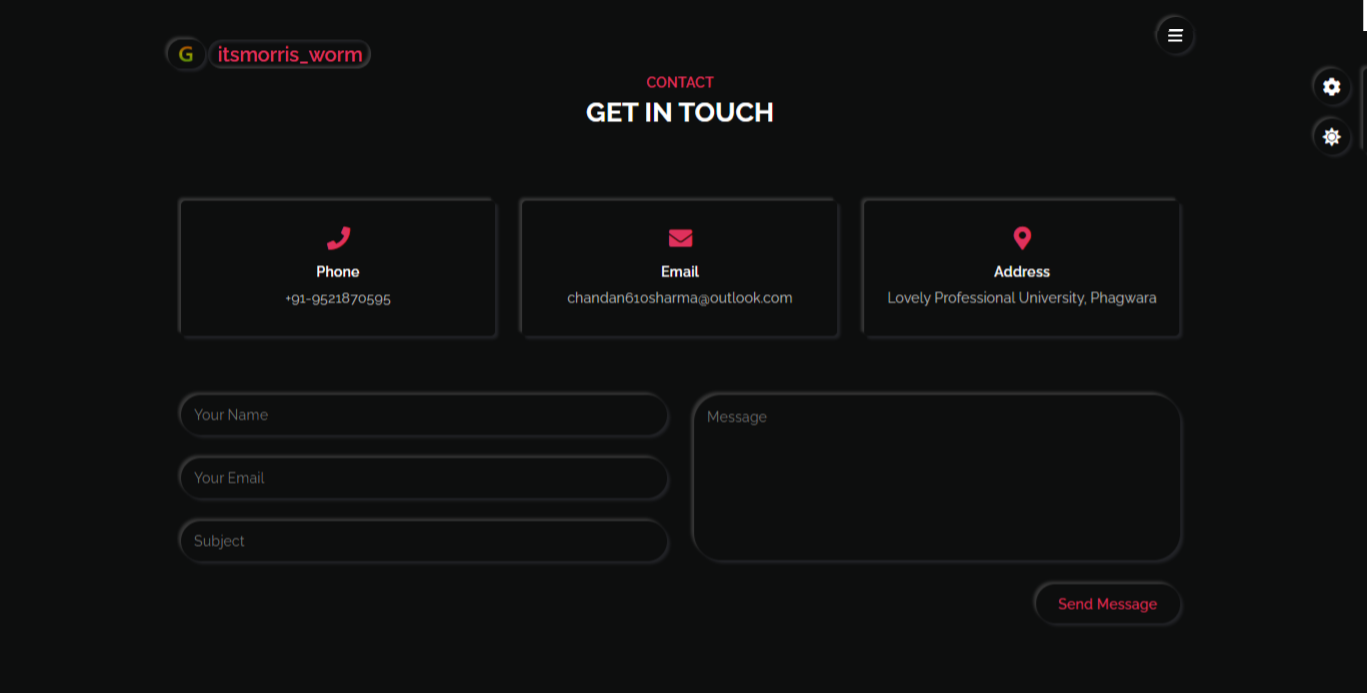 G itsmorris_worm
CONTACT
GET IN TOUCH
Phone
+91-9521870595
Email
chandan610sharma@outlook.com
Address
Lovely Professional University, Phagwara
Your Name
Your Email
Subject
Message
Send Message